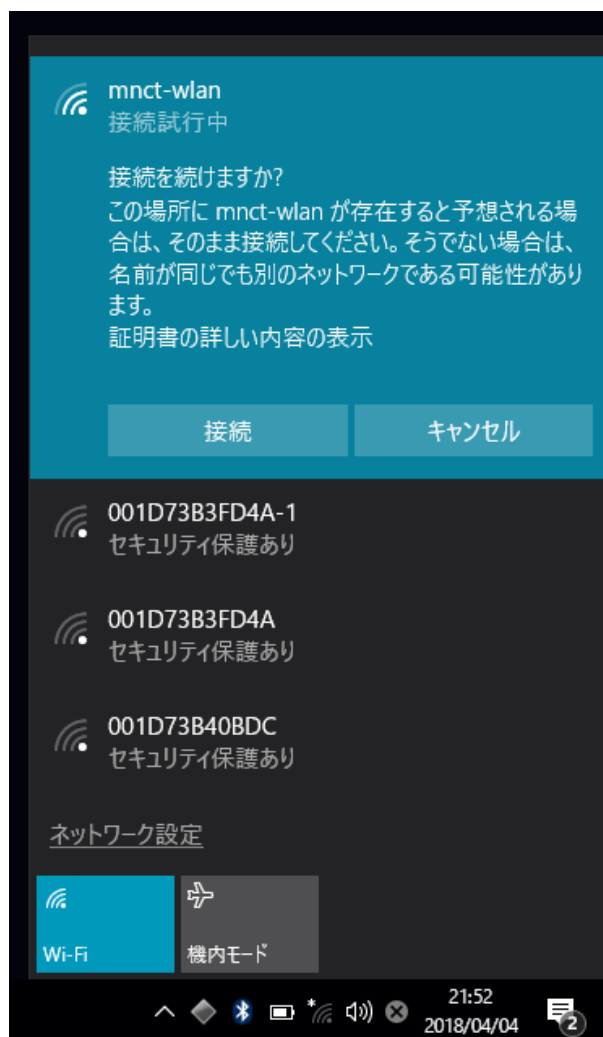 mnct-wlan
接続試行中
接続を続けますか?
この場所に mnct-wlan が存在すると予想される場
合は、そのまま接続してください。そうでない場合は、
名前が同じでも別のネットワークである可能性があり
ます。
証明書の詳しい内容の表示
接続
キャンセル
001D73B3FD4A-1
セキュリティ保護あり
001D73B3FD4A
セキュリティ保護あり
001D73B40BDC
セキュリティ保護あり
ネットワーク設定
Wi-Fi
機内モード
21:52
2018/04/04
2